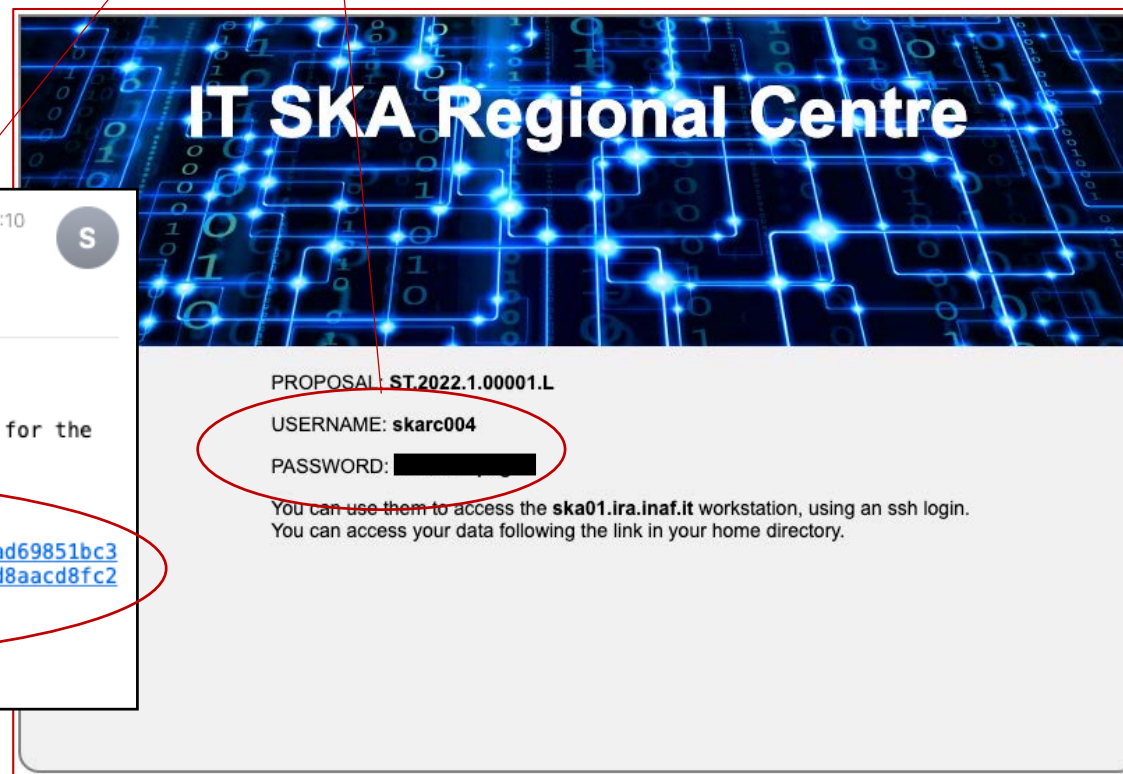 IT SKA Regional Centre
:10
S
for the
ad69851bc3
d8aacd8fc2
PROPOSAL: ST.2022.1.00001.L
USERNAME: skarc004
PASSWORD:
You can use them to access the ska01.ira.inaf.it workstation, using an ssh login.
You can access your data following the link in your home directory.